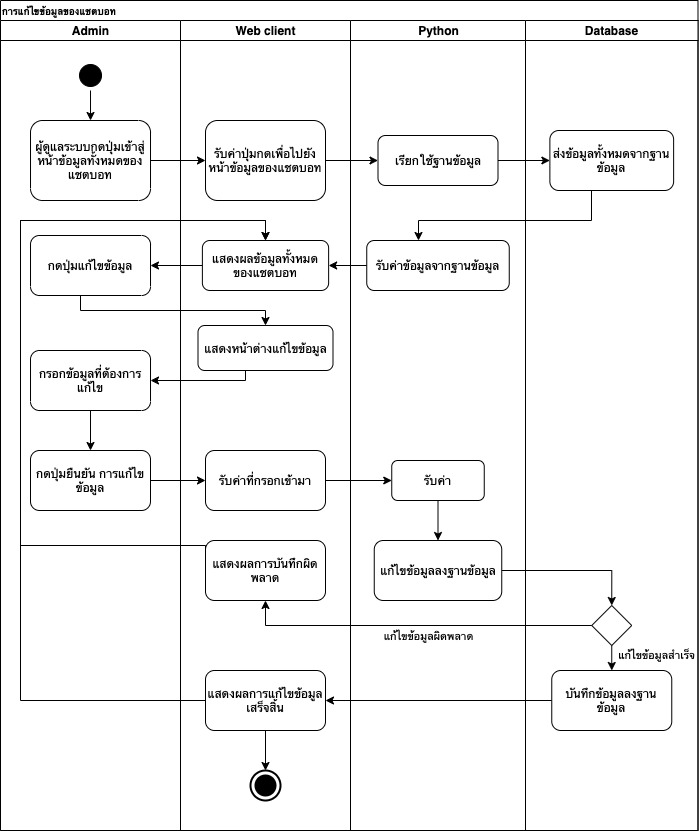 การแก้ไขข้อมูลของแชตบอท
Admin
Web client
Python
Database
ผู้ดูแลระบบกดปุ่มเข้าสู่
หน้าข้อมูลทั้งหมดของ
แชตบอท
รับค่าปุ่มกดเพื่อไปยัง
หน้าข้อมูลของแชตบอท
เรียกใช้ฐานข้อมูล
ส่งข้อมูลทั้งหมดจากฐาน
ข้อมูล
กดปุ่มแก้ไขข้อมูล
แสดงผลข้อมูลทั้งหมด
ของแชตบอท
รับค่าข้อมูลจากฐานข้อมูล
แสดงหน้าต่างแก้ไขข้อมูล
กรอกข้อมูลที่ต้องการ
แก้ไข
กดปุ่มยืนยัน การแก้ไข
ข้อมูล
รับค่าที่กรอกเข้ามา
รับค่า
แสดงผลการบันทึกผิด
พลาด
แก้ไขข้อมูลลงฐานข้อมูล
แก้ไขข้อมูลผิดพลาด
แก้ไขข้อมูลสำเร็จ
แสดงผลการแก้ไขข้อมูล
เสร็จสิ้น
บันทึกข้อมูลลงฐาน
ข้อมูล